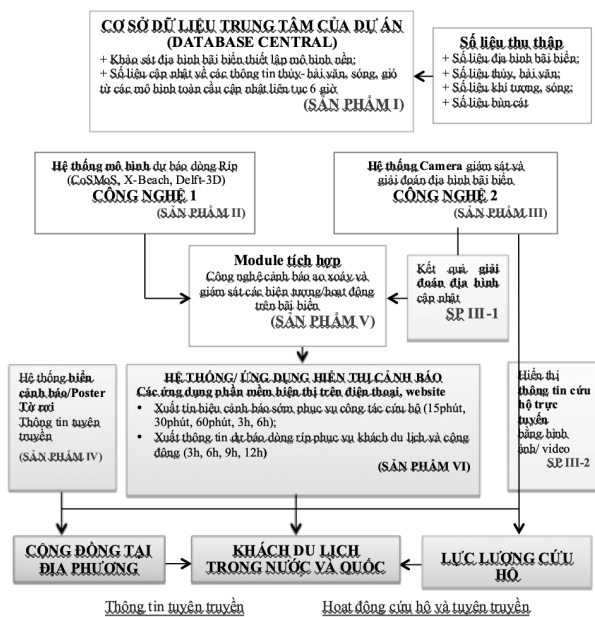 CƠ SỞ DỮ LIỆU TRUNG TÂM CỦA DỰ ÁN
(DATABASE CENTRAL)
+ Khảo sát địa hình bãi biển thiết lập mô hình nền;
+ Số liệu cập nhật về các thông tin thủy- hải văn, sóng, gió
từ các mô hình toàn cầu cập nhật liên tục 6 giờ
(SẢN PHẨM I)
Số liệu thu thập
+ Số liệu địa hình bãi biển;
+ Số liệu thủy, hải văn;
+ Số liệu khí tượng, sóng;
+ Số liệu bùn cát
Hệ thống mô hình dự báo dòng Rip
(CoSMoS, X-Beach, Delft-3D)
CÔNG NGHỆ 1
(SẢN PHẨM II)
Hệ thống Camera giám sát và
giải đoán địa hình bãi biển
CÔNG NGHỆ 2
(SẢN PHẨM III)
Module tích hợp
Công nghệ cảnh báo ao xoáy và
giám sát các hiện tượng/hoạt động
trên bãi biển
(SẢN PHẨM V)
Kết quả giải
đoán địa hình
cập nhật
SP III-1
Hệ thống biển
cảnh báo/Poster
Tờ rơi
Thông tin tuyên
truyền
(SẢN PHẨM IV)
HỆ THỐNG/ ỨNG DỤNG HIỂN THỊ CẢNH BÁO
Các ứng dụng phần mềm hiện thị trên điện thoại, website
• Xuất tín hiệu cảnh báo sớm phục vụ công tác cứu hộ (15phút,
30phút, 60phút, 3h, 6h);
• Xuất thông tin dự báo dòng ríp phục vụ khách du lịch và cộng
đồng (3h, 6h, 9h, 12h)
(SẢN PHẨM VI)
Hiển thị
thông tin cứu
hộ trực
tuyến
bằng hình
ảnh/ video
SP III-2
CỘNG ĐỒNG TẠI
ĐỊA PHƯƠNG
KHÁCH DU LỊCH
TRONG NƯỚC VÀ QUỐC
LỰC LƯỢNG CỨU
HỘ
Thông tin tuyên truyền
Hoạt động cứu hộ và tuyên truyền